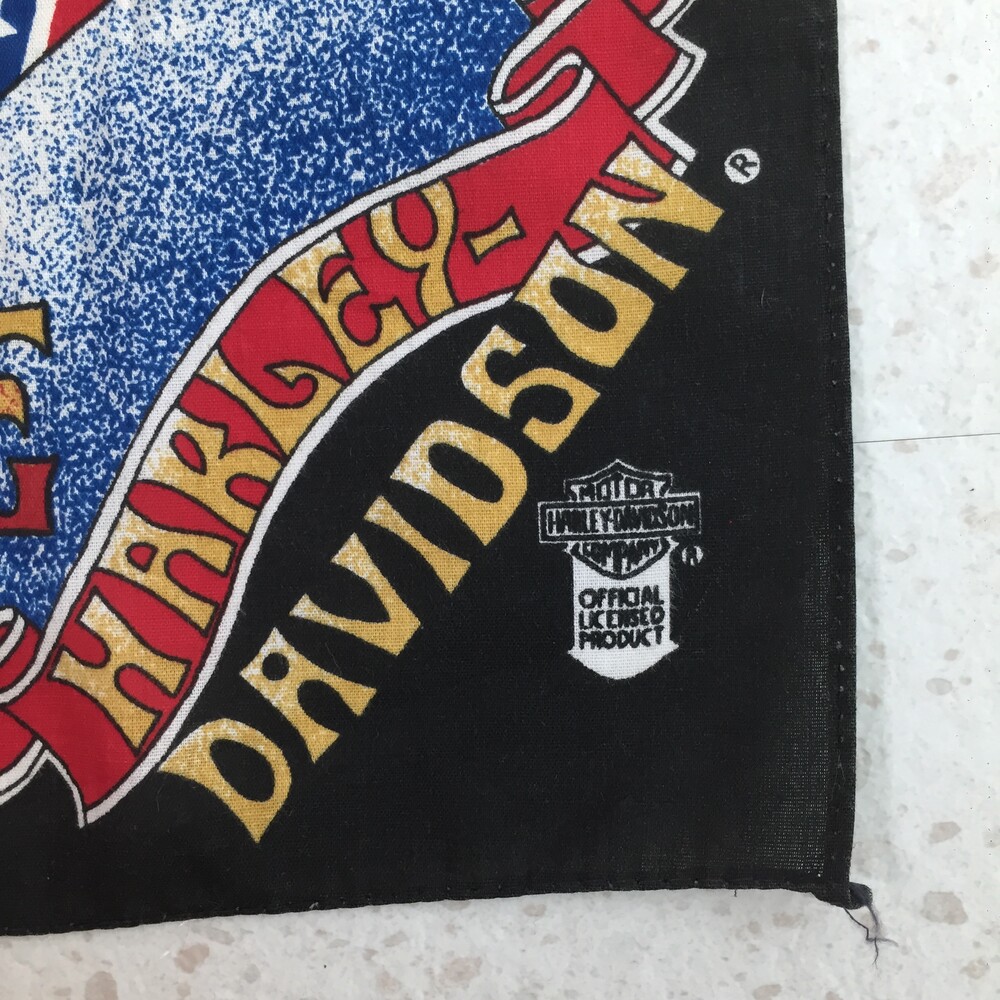 HARLEY-
DAVIDSON®
MOTOR
HARLEY-DAVIDSON
COMPANY
®
OFFICIAL
LICENSED
PRODUCT